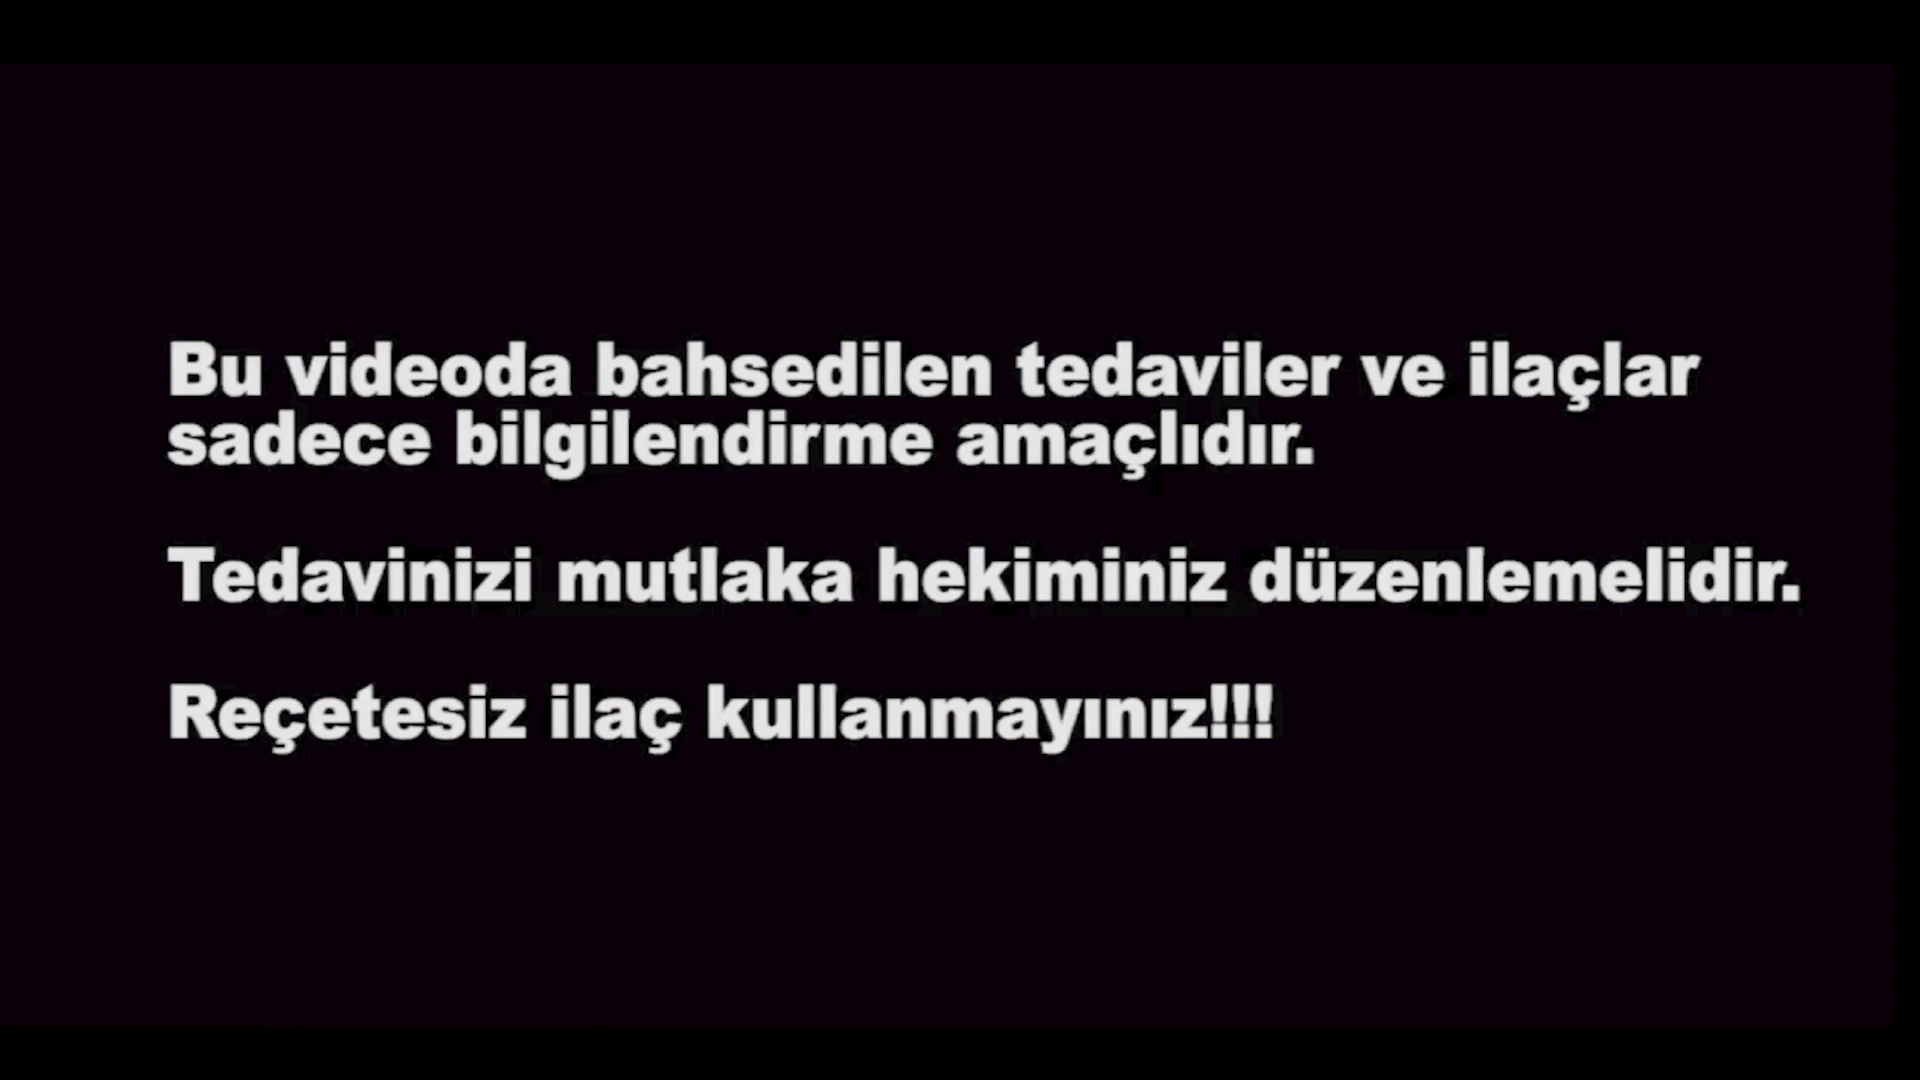 Bu videoda bahsedilen tedaviler ve ilaçlar
sadece bilgilendirme amaçlıdır.
Tedavinizi mutlaka hekiminiz düzenlemelidir.
Reçetesiz ilaç kullanmayınız!!!